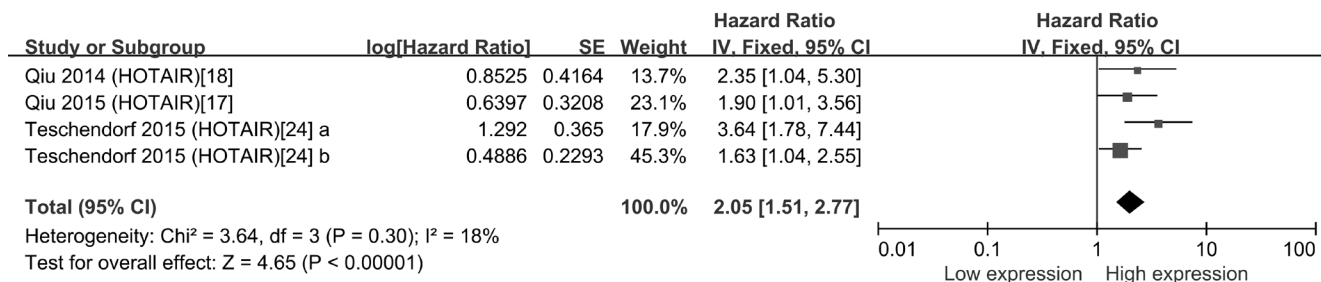 Hazard Ratio Hazard Ratio
Study or Subgroup log[Hazard Ratio] SE Weight IV, Fixed, 95% CI IV, Fixed, 95% CI
Qiu 2014 (HOTAIR)[18] 0.8525 0.4164 13.7% 2.35 [1.04, 5.30]
Qiu 2015 (HOTAIR)[17] 0.6397 0.3208 23.1% 1.90 [1.01, 3.56]
Teschendorf 2015 (HOTAIR)[24] a 1.292 0.365 17.9% 3.64 [1.78, 7.44]
Teschendorf 2015 (HOTAIR)[24] b 0.4886 0.2293 45.3% 1.63 [1.04, 2.55]
Total (95% CI) 100.0% 2.05 [1.51, 2.77]
Heterogeneity: Chi² = 3.64, df = 3 (P = 0.30); I² = 18%
Test for overall effect: Z = 4.65 (P < 0.00001)
0.01 0.1 1 10 100
Low expression High expression